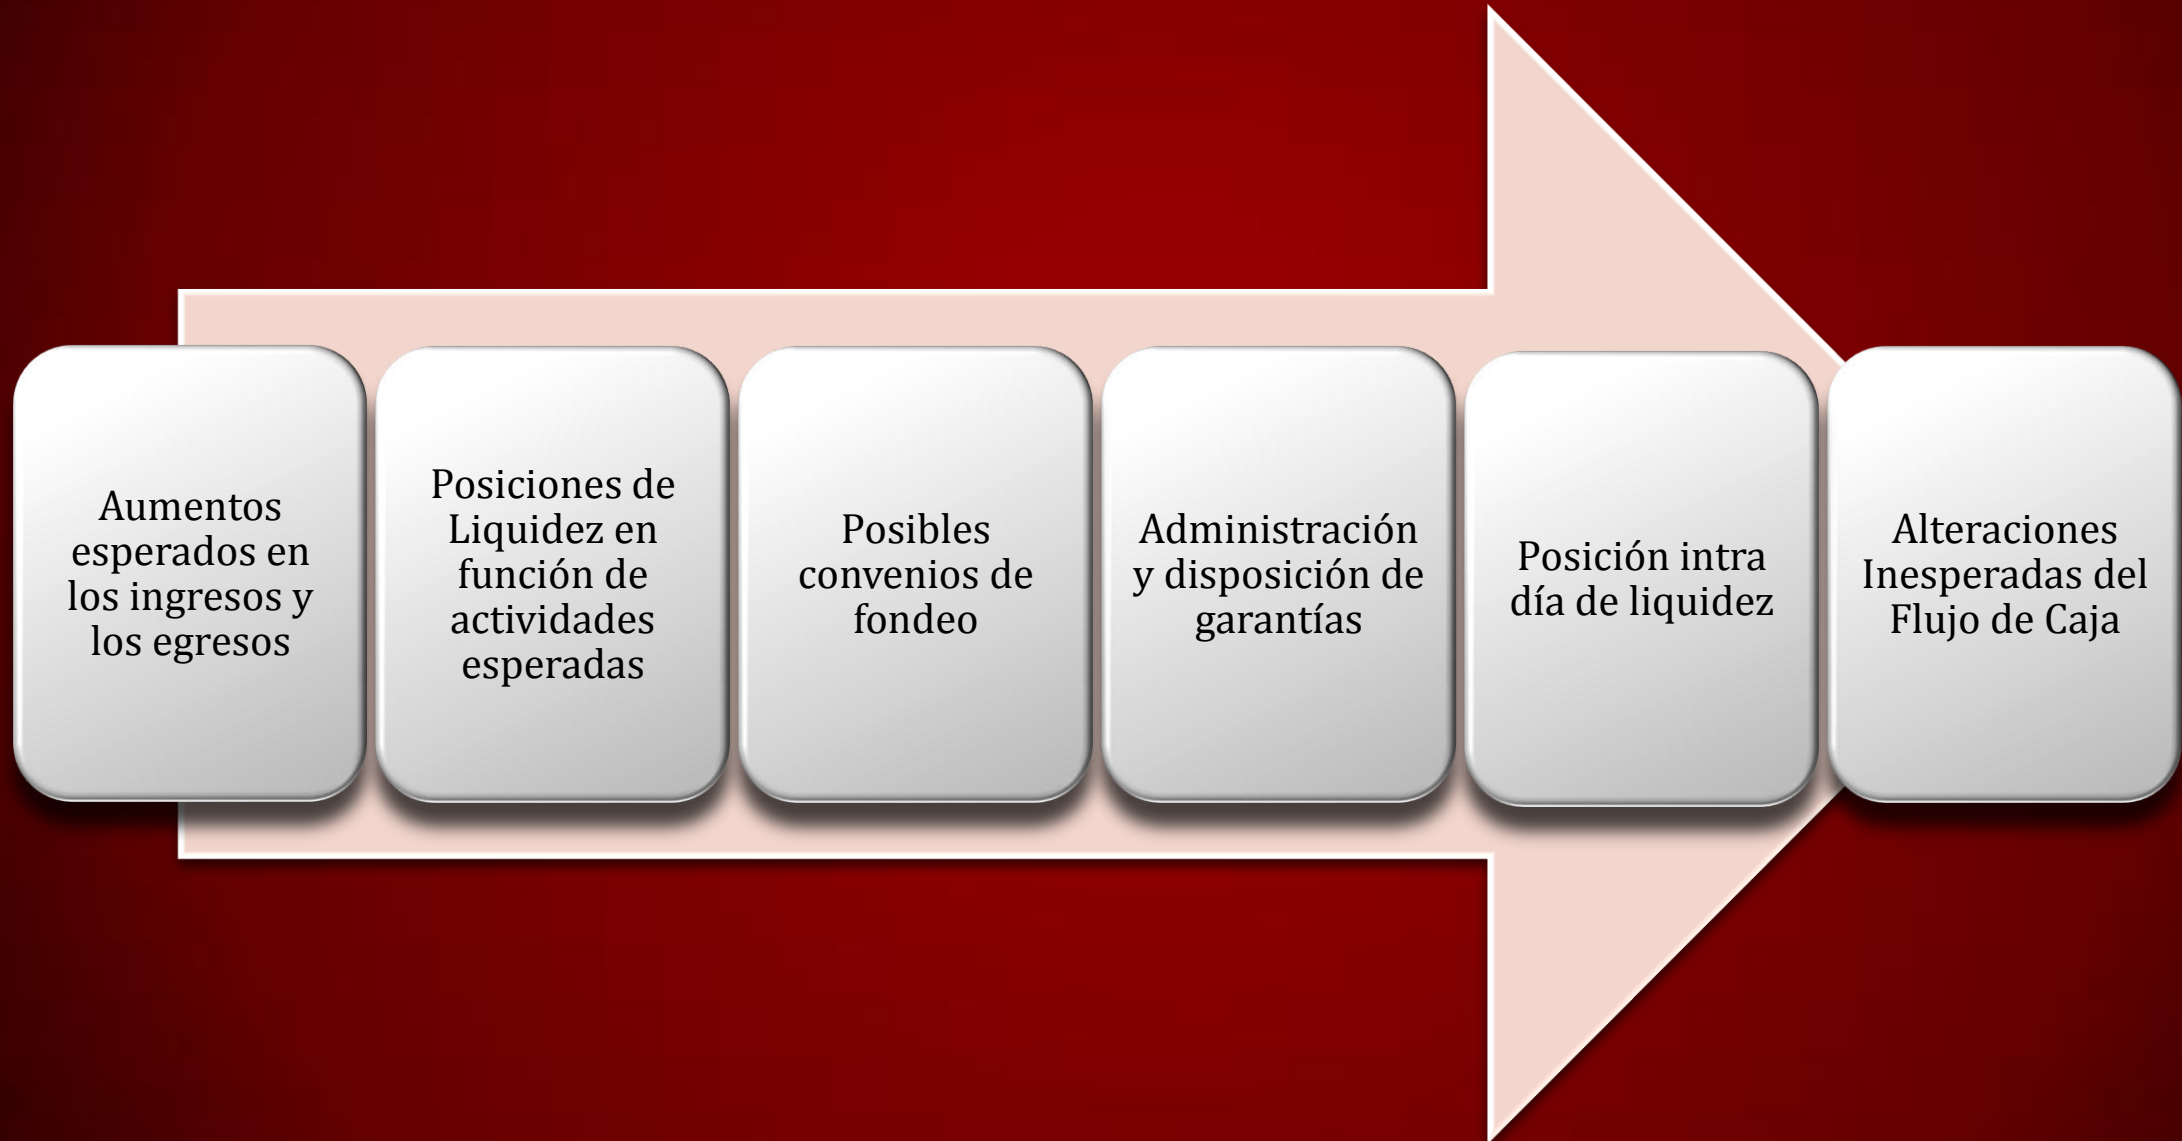 Aumentos
esperados en
los ingresos y
los egresos
Posiciones de
Liquidez en
función de
actividades
esperadas
Posibles
convenios de
fondeo
Administración
y disposición de
garantías
Posición intra
día de liquidez
Alteraciones
Inesperadas del
Flujo de Caja